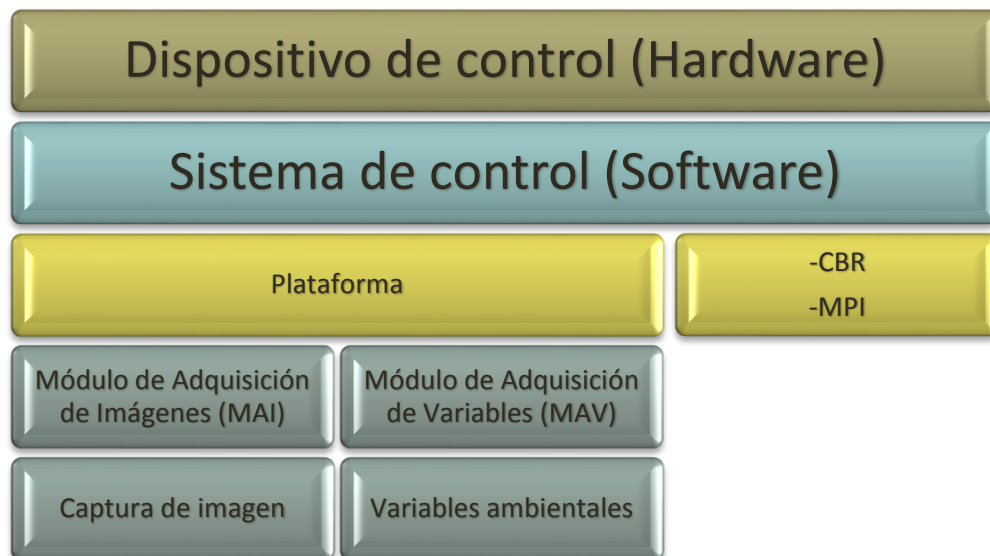 Dispositivo de control (Hardware)
Sistema de control (Software)
Plataforma
-CBR
-MPI
Módulo de Adquisición
de Imágenes (MAI)
Módulo de Adquisición
de Variables (MAV)
Captura de imagen
Variables ambientales